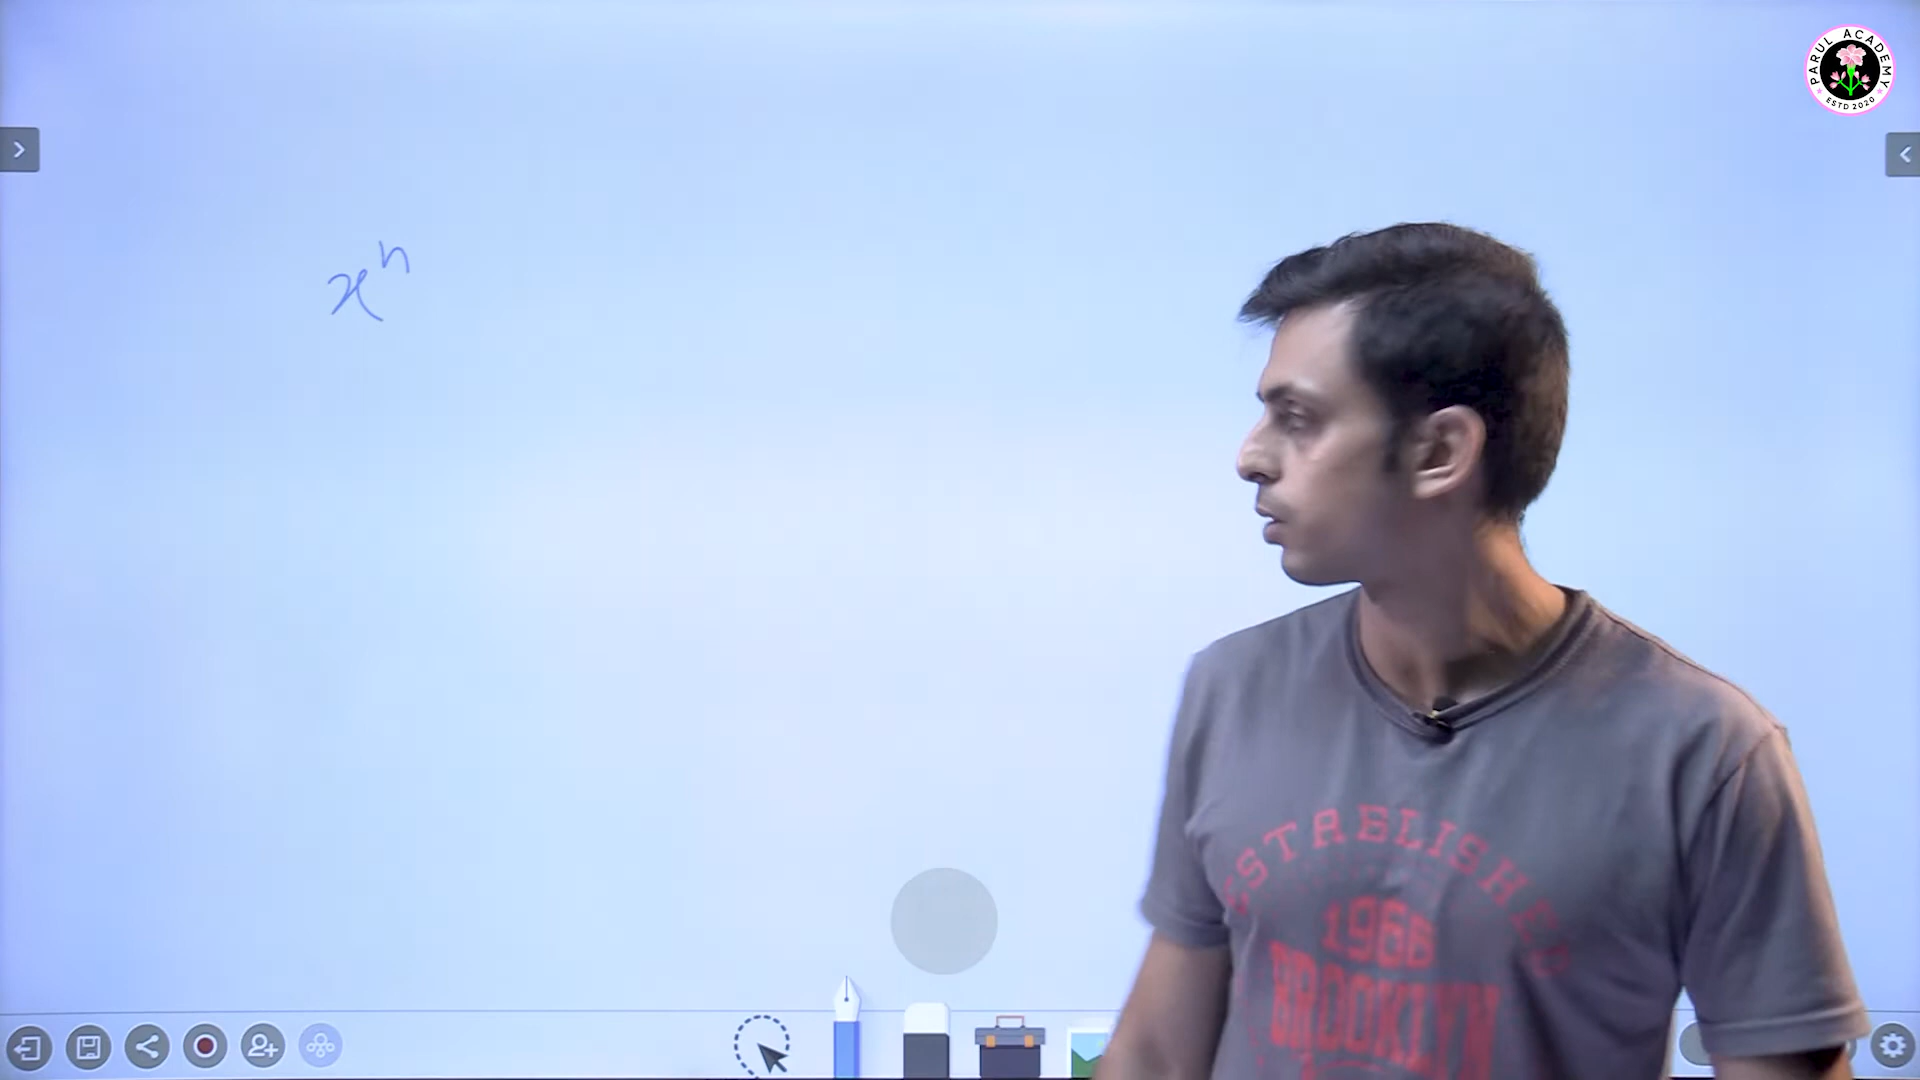 PARUL ACADEMY
ESTD 2020
xⁿ
ESTABLISHED
1966
BROOKLYN